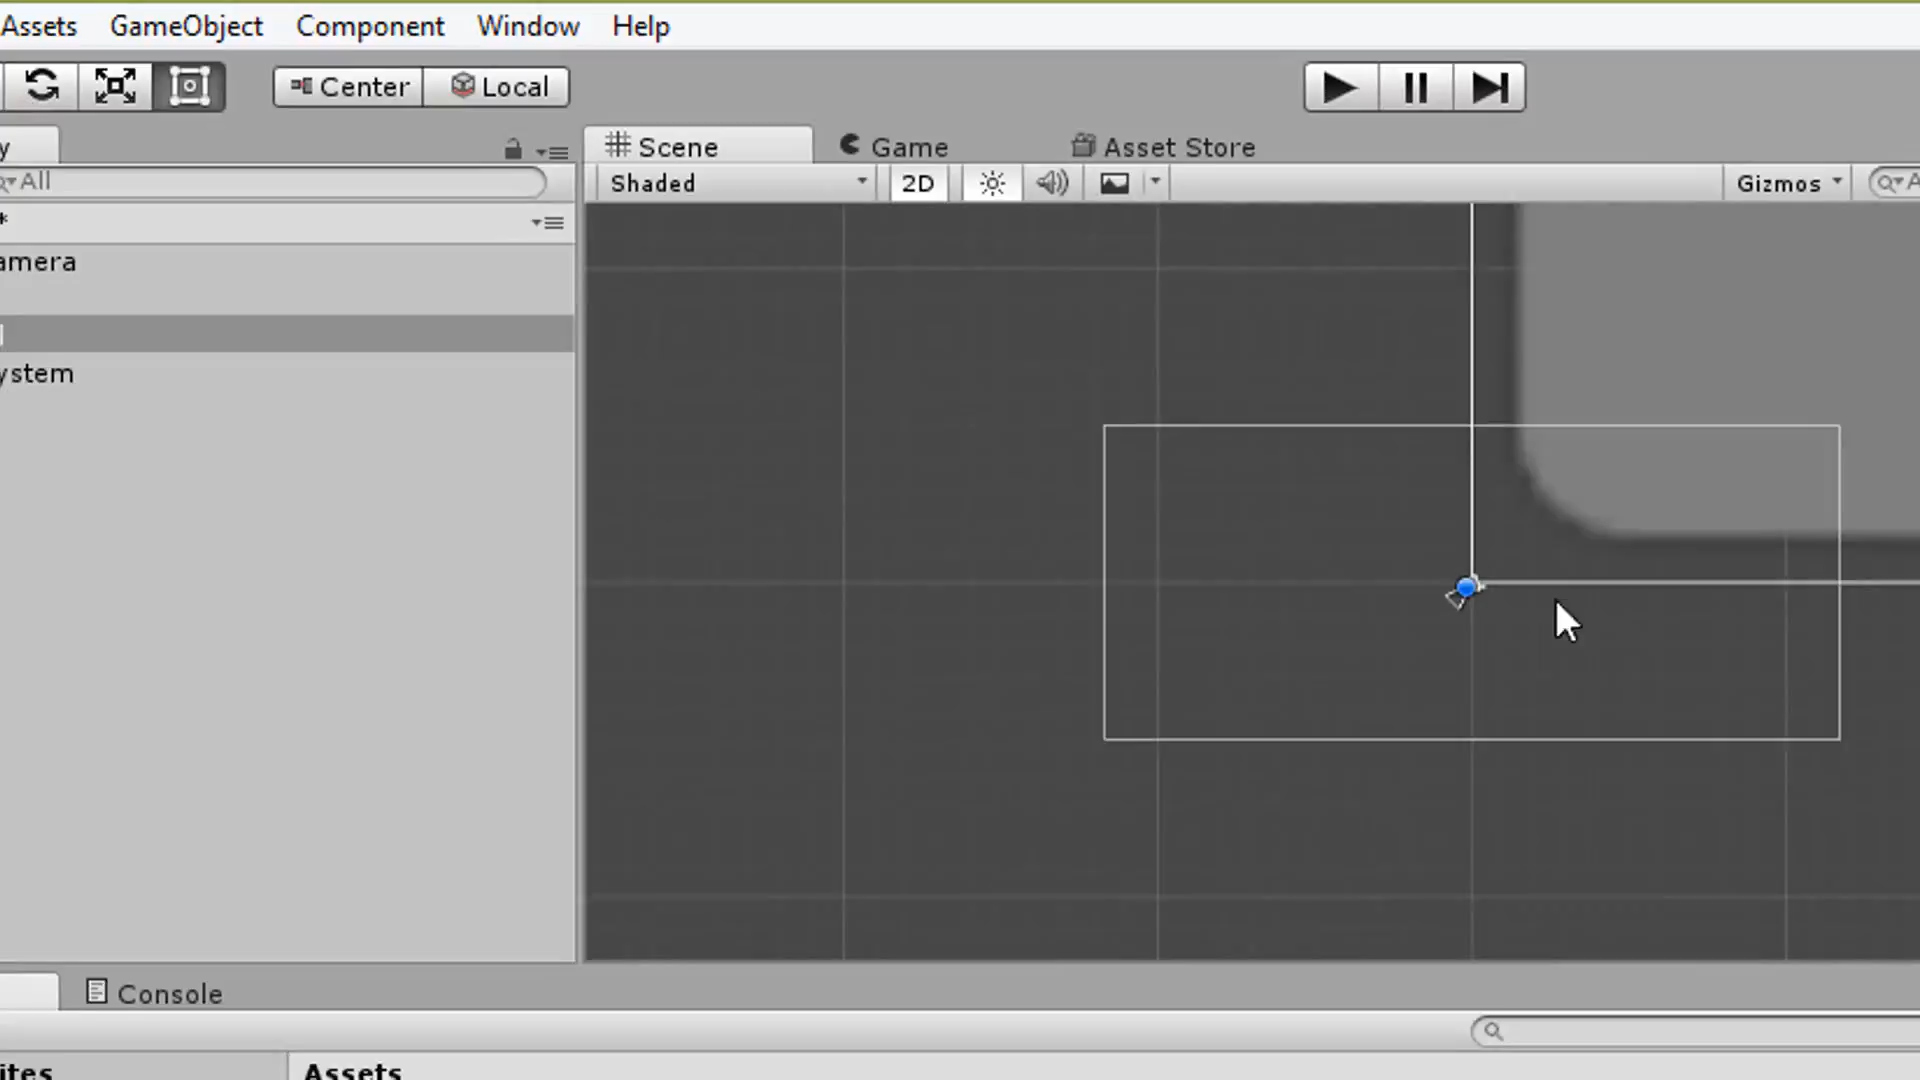 Assets GameObject Component Window Help
Center Local
y
Scene Game Asset Store
All
Shaded 2D Gizmos A
*
amera
l
ystem
Console
ites
Assets